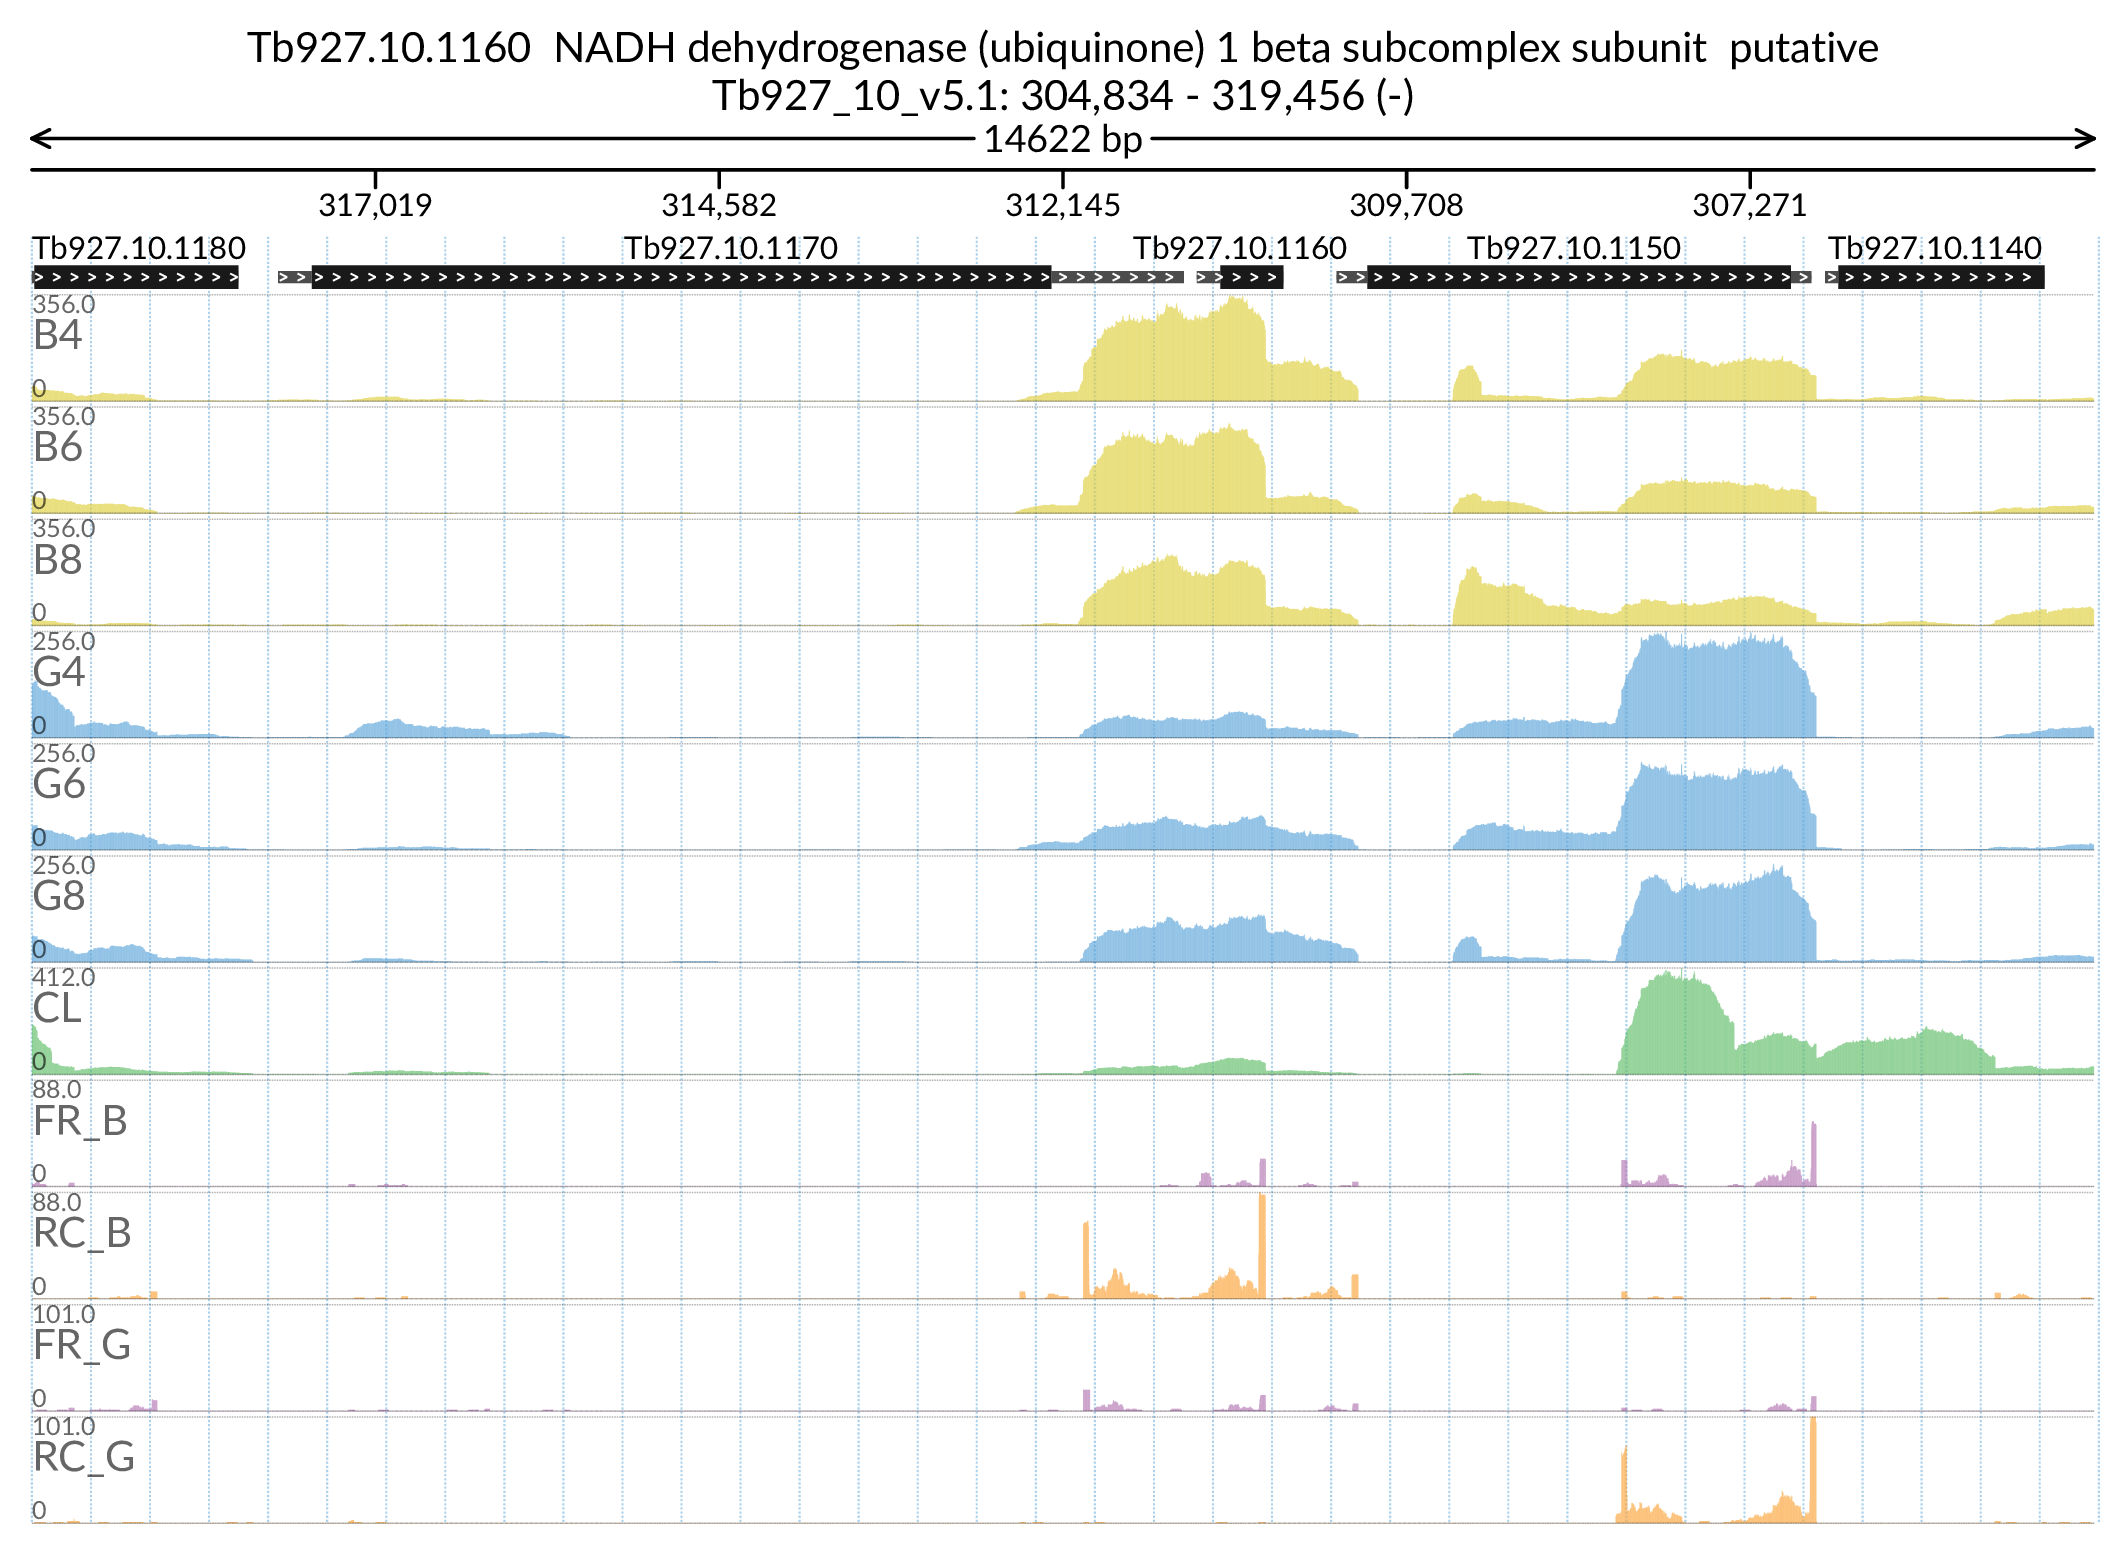 Tb927.10.1160  NADH dehydrogenase (ubiquinone) 1 beta subcomplex subunit  putative
Tb927_10_v5.1: 304,834 - 319,456 (-)
14622 bp
317,019 314,582 312,145 309,708 307,271
Tb927.10.1180 Tb927.10.1170 Tb927.10.1160 Tb927.10.1150 Tb927.10.1140
356.0
B4
0
356.0
B6
0
356.0
B8
0
256.0
G4
0
256.0
G6
0
256.0
G8
0
412.0
CL
0
88.0
FR_B
0
88.0
RC_B
0
101.0
FR_G
0
101.0
RC_G
0